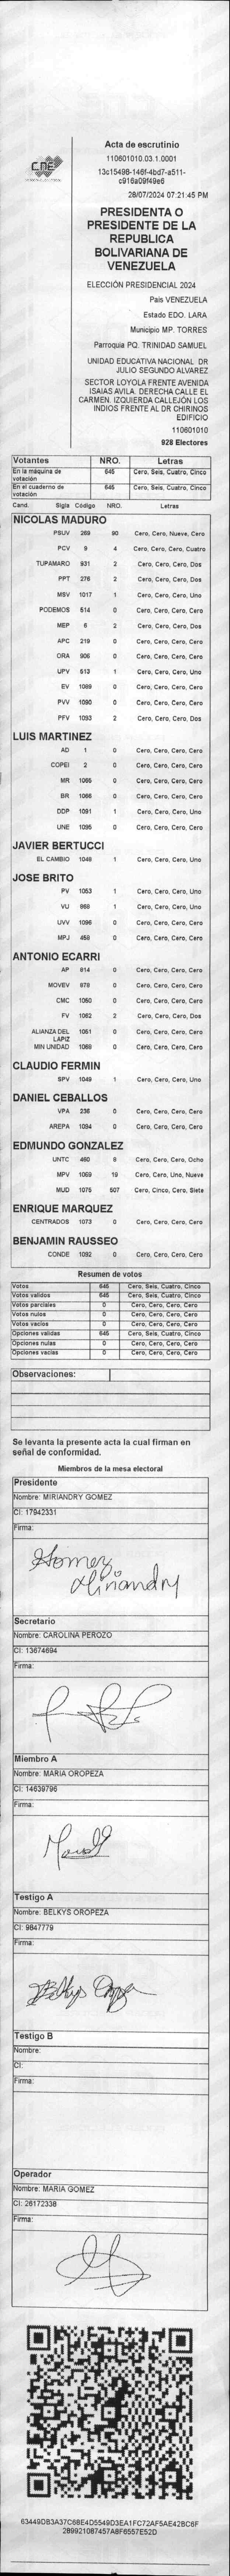 CNE
Acta de escrutinio
110601010.03.1.0001
13c15498-146f-4bd7-a511-
c916a09f49e6
28/07/2024 07:21:45 PM
PRESIDENTA O
PRESIDENTE DE LA
REPUBLICA
BOLIVARIANA DE
VENEZUELA
ELECCIÓN PRESIDENCIAL 2024
País VENEZUELA
Estado EDO. LARA
Municipio MP. TORRES
Parroquia PQ. TRINIDAD SAMUEL
UNIDAD EDUCATIVA NACIONAL DR
JULIO SEGUNDO ALVAREZ
SECTOR LOYOLA FRENTE AVENIDA
ISAIAS AVILA. DERECHA CALLE EL
CARMEN. IZQUIERDA CALLEJÓN LOS
INDIOS FRENTE AL DR CHIRINOS
EDIFICIO
110601010
928 Electores
Votantes NRO. Letras
En la máquina de votación 645 Cero, Seis, Cuatro, Cinco
En el cuaderno de votación 645 Cero, Seis, Cuatro, Cinco
Cand. Sigla Código NRO. Letras
NICOLAS MADURO
PSUV 269 90 Cero, Cero, Nueve, Cero
PCV 9 4 Cero, Cero, Cero, Cuatro
TUPAMARO 931 2 Cero, Cero, Cero, Dos
PPT 276 2 Cero, Cero, Cero, Dos
MSV 1017 1 Cero, Cero, Cero, Uno
PODEMOS 514 0 Cero, Cero, Cero, Cero
MEP 6 2 Cero, Cero, Cero, Dos
APC 219 0 Cero, Cero, Cero, Cero
ORA 906 0 Cero, Cero, Cero, Cero
UPV 513 1 Cero, Cero, Cero, Uno
EV 1089 0 Cero, Cero, Cero, Cero
PVV 1090 0 Cero, Cero, Cero, Cero
PFV 1093 2 Cero, Cero, Cero, Dos
LUIS MARTINEZ
AD 1 0 Cero, Cero, Cero, Cero
COPEI 2 0 Cero, Cero, Cero, Cero
MR 1065 0 Cero, Cero, Cero, Cero
BR 1066 0 Cero, Cero, Cero, Cero
DDP 1091 1 Cero, Cero, Cero, Uno
UNE 1095 0 Cero, Cero, Cero, Cero
JAVIER BERTUCCI
EL CAMBIO 1048 1 Cero, Cero, Cero, Uno
JOSE BRITO
PV 1053 1 Cero, Cero, Cero, Uno
VU 868 1 Cero, Cero, Cero, Uno
UVV 1096 0 Cero, Cero, Cero, Cero
MPJ 458 0 Cero, Cero, Cero, Cero
ANTONIO ECARRI
AP 814 0 Cero, Cero, Cero, Cero
MOVEV 879 0 Cero, Cero, Cero, Cero
CMC 1050 0 Cero, Cero, Cero, Cero
FV 1062 2 Cero, Cero, Cero, Dos
ALIANZA DEL LAPIZ 1051 0 Cero, Cero, Cero, Cero
MIN UNIDAD 1068 0 Cero, Cero, Cero, Cero
CLAUDIO FERMIN
SPV 1049 1 Cero, Cero, Cero, Uno
DANIEL CEBALLOS
VPA 236 0 Cero, Cero, Cero, Cero
AREPA 1094 0 Cero, Cero, Cero, Cero
EDMUNDO GONZALEZ
UNTC 460 8 Cero, Cero, Cero, Ocho
MPV 1069 19 Cero, Cero, Uno, Nueve
MUD 1075 507 Cero, Cinco, Cero, Siete
ENRIQUE MARQUEZ
CENTRADOS 1073 0 Cero, Cero, Cero, Cero
BENJAMIN RAUSSEO
CONDE 1092 0 Cero, Cero, Cero, Cero
Resumen de votos
Votos 645 Cero, Seis, Cuatro, Cinco
Votos validos 645 Cero, Seis, Cuatro, Cinco
Votos parciales 0 Cero, Cero, Cero, Cero
Votos nulos 0 Cero, Cero, Cero, Cero
Votos vacios 0 Cero, Cero, Cero, Cero
Opciones validas 645 Cero, Seis, Cuatro, Cinco
Opciones nulas 0 Cero, Cero, Cero, Cero
Opciones vacias 0 Cero, Cero, Cero, Cero
Observaciones:
Se levanta la presente acta la cual firman en
señal de conformidad.
Miembros de la mesa electoral
Presidente
Nombre: MIRIANDRY GOMEZ
CI: 17942331
Firma:
Gomez
Miriandry
Secretario
Nombre: CAROLINA PEROZO
CI: 13674694
Firma:
Miembro A
Nombre: MARIA OROPEZA
CI: 14639796
Firma:
Testigo A
Nombre: BELKYS OROPEZA
CI: 9847779
Firma:
Belkys Oropeza
Testigo B
Nombre:
CI:
Firma:
Operador
Nombre: MARIA GOMEZ
CI: 26172338
Firma:
63449DB3A37C68E4D5549D3EA1FC72AF5AE42BC6F
289921087457A8F6557E52D